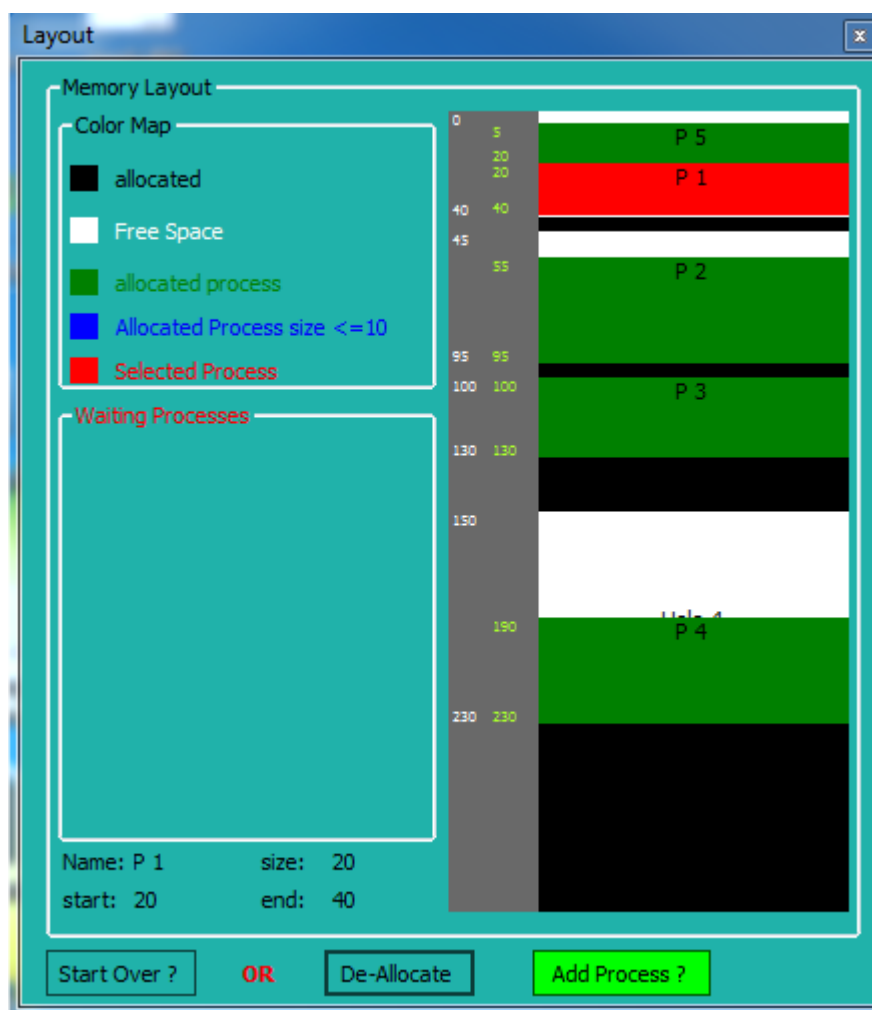 Layout
x
Memory Layout
Color Map
allocated
Free Space
allocated process
Allocated Process size <=10
Selected Process
Waiting Processes
0
5
20
20
40 40
45
55
95 95
100 100
130 130
150
190
230 230
P 5
P 1
P 2
P 3
P 4
Name: P 1 size: 20
start: 20 end: 40
Start Over ? OR De-Allocate Add Process ?